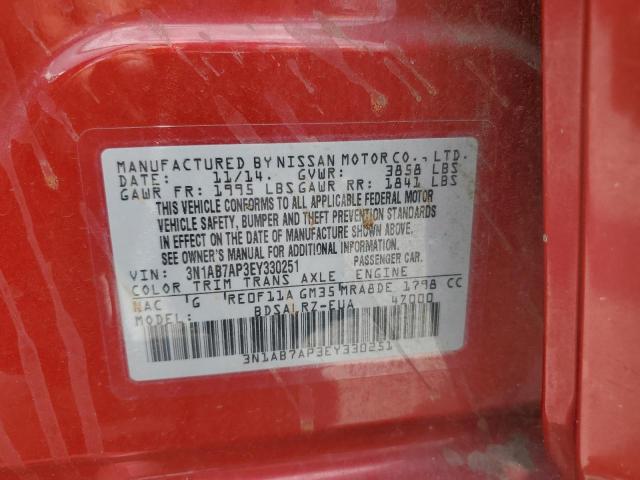 MANUFACTURED BY NISSAN MOTOR CO., LTD.
DATE: 11/14. GVWR: 3858 LBS
GAWR FR: 1995 LBS GAWR RR: 1841 LBS
THIS VEHICLE CONFORMS TO ALL APPLICABLE FEDERAL MOTOR
VEHICLE SAFETY, BUMPER AND THEFT PREVENTION STANDARDS
IN EFFECT ON THE DATE OF MANUFACTURE SHOWN ABOVE.
SEE OWNER'S MANUAL FOR ADDITIONAL INFORMATION.
VIN: 3N1AB7AP3EY330251 PASSENGER CAR.
COLOR TRIM TRANS AXLE ENGINE
NAC G RE0F11A GM35 MRA8DE 1798 CC
MODEL: BDSALRZ-EUA 47000
3N1AB7AP3EY330251